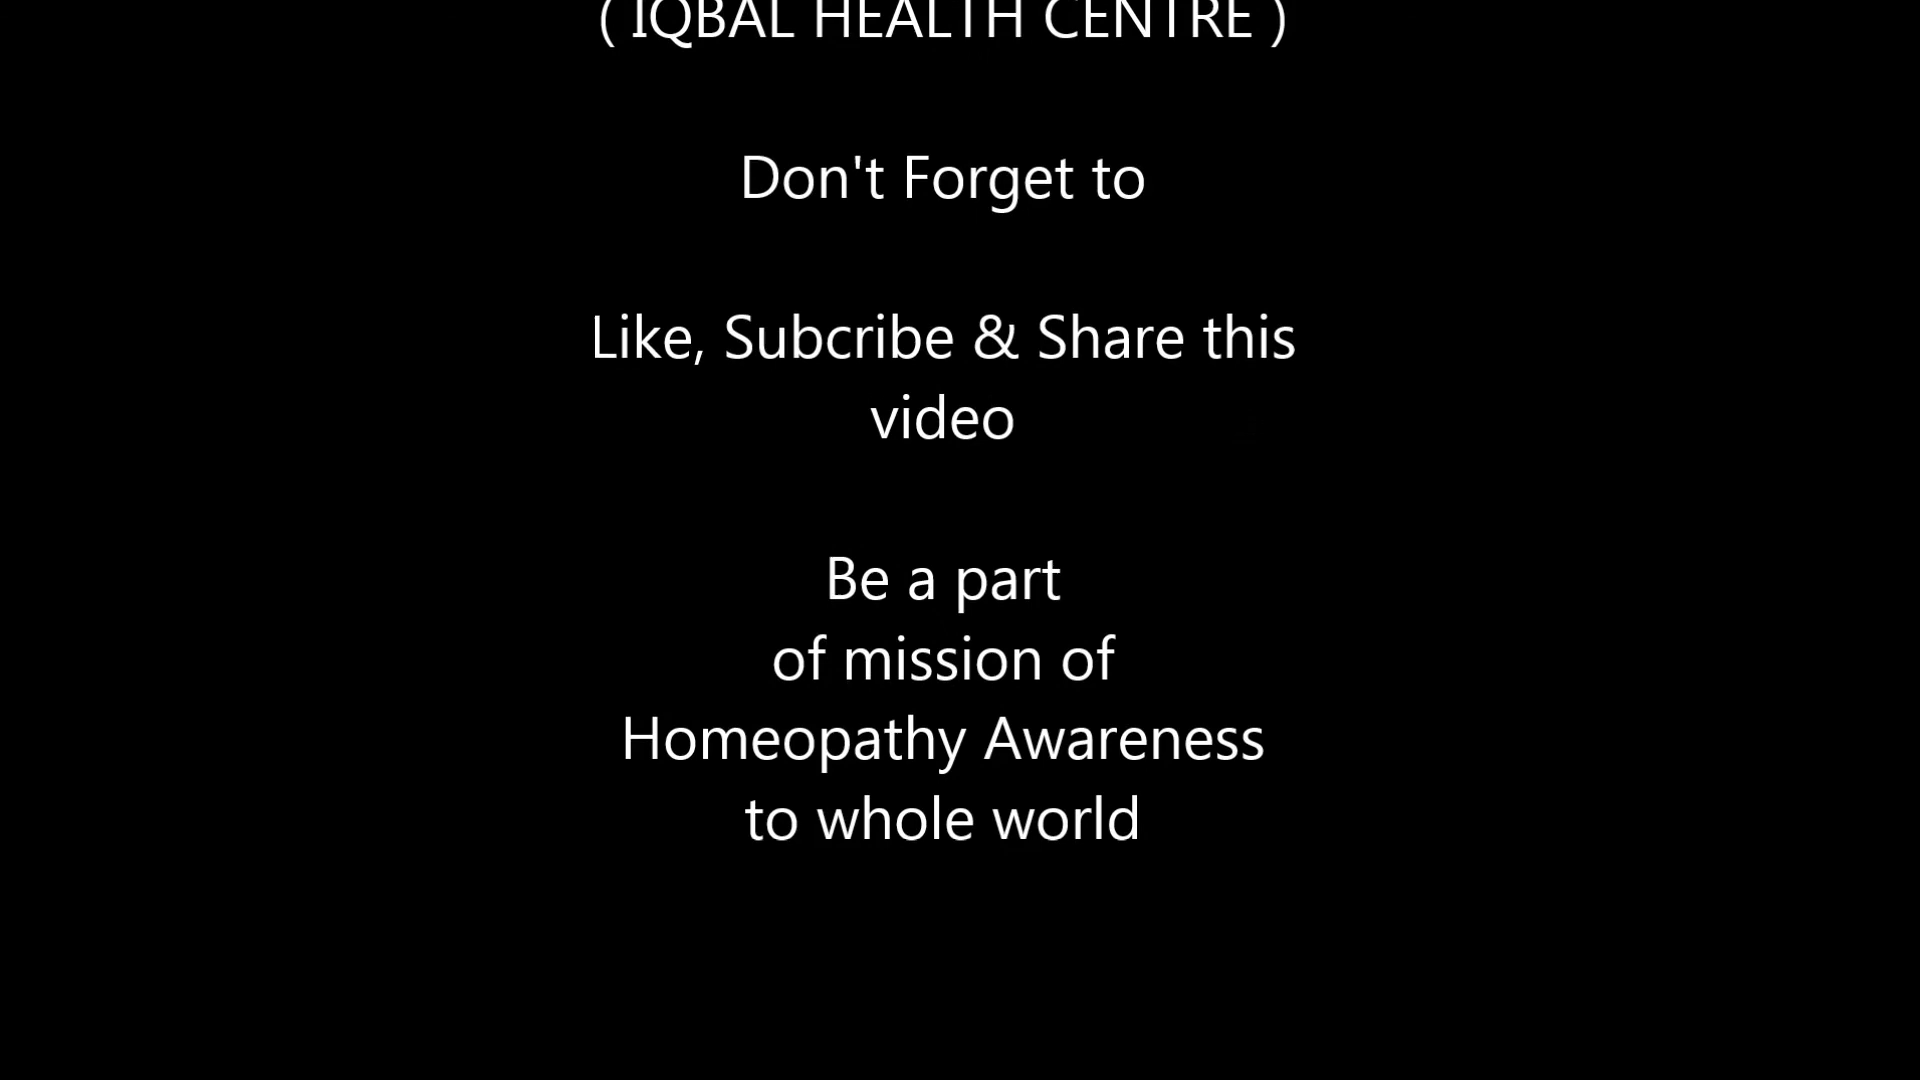 ( IQBAL HEALTH CENTRE )
Don't Forget to
Like, Subcribe & Share this
video
Be a part
of mission of
Homeopathy Awareness
to whole world